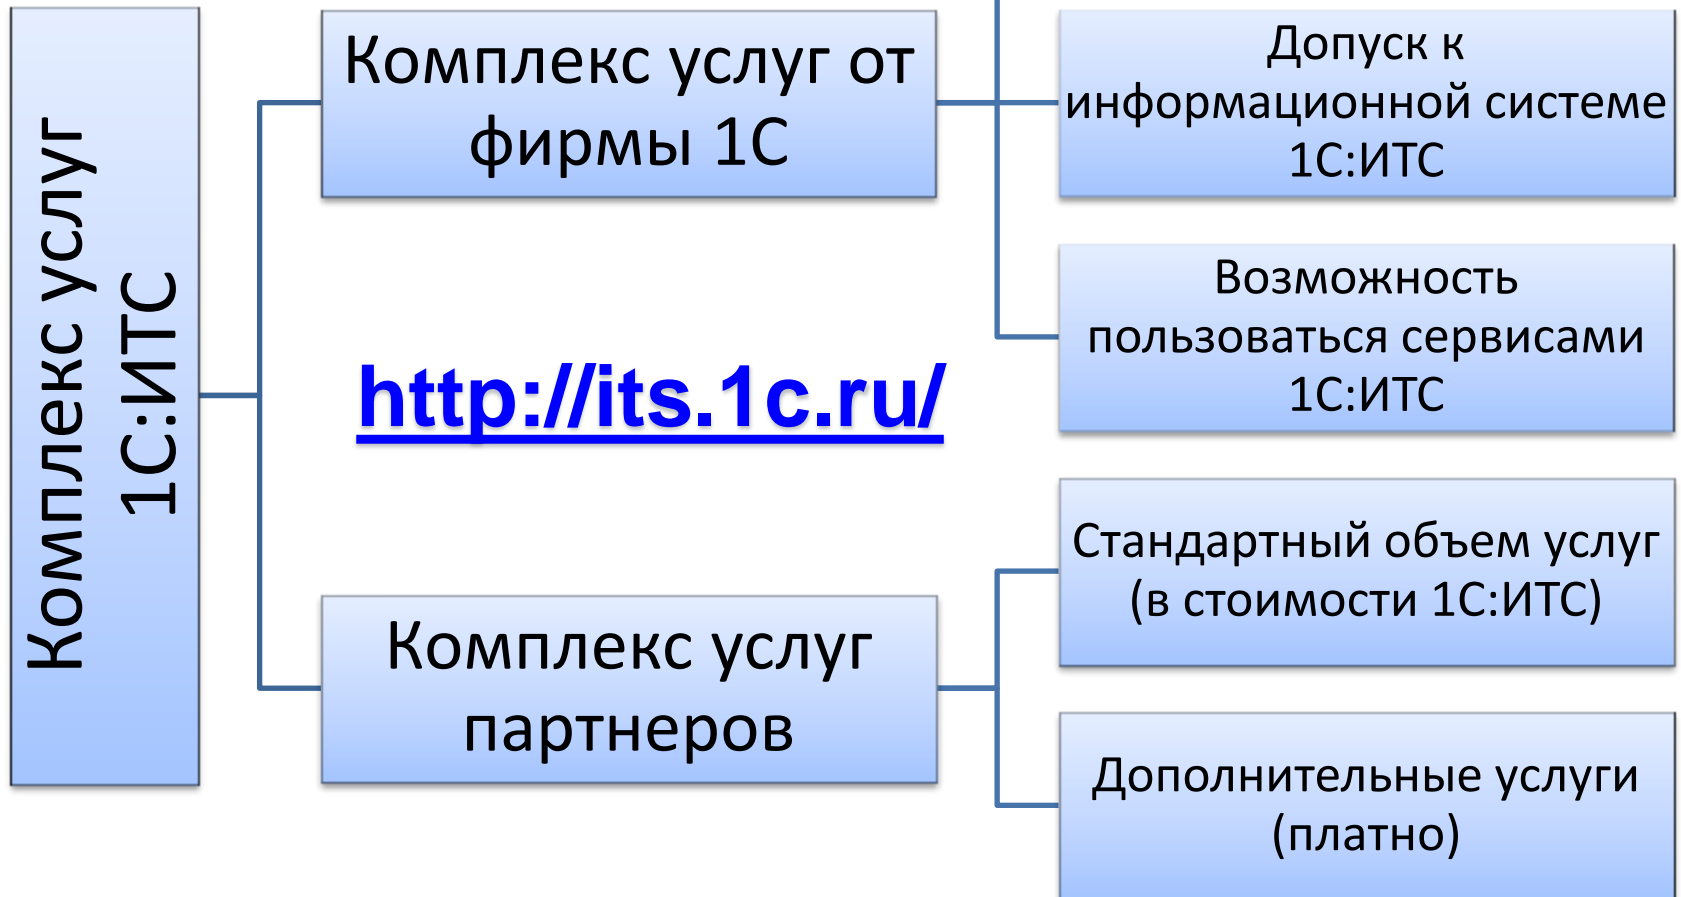 Комплекс услуг
1С:ИТС
Комплекс услуг от
фирмы 1С
Допуск к
информационной системе
1С:ИТС
Возможность
пользоваться сервисами
1С:ИТС
http://its.1c.ru/
Комплекс услуг
партнеров
Стандартный объем услуг
(в стоимости 1С:ИТС)
Дополнительные услуги
(платно)